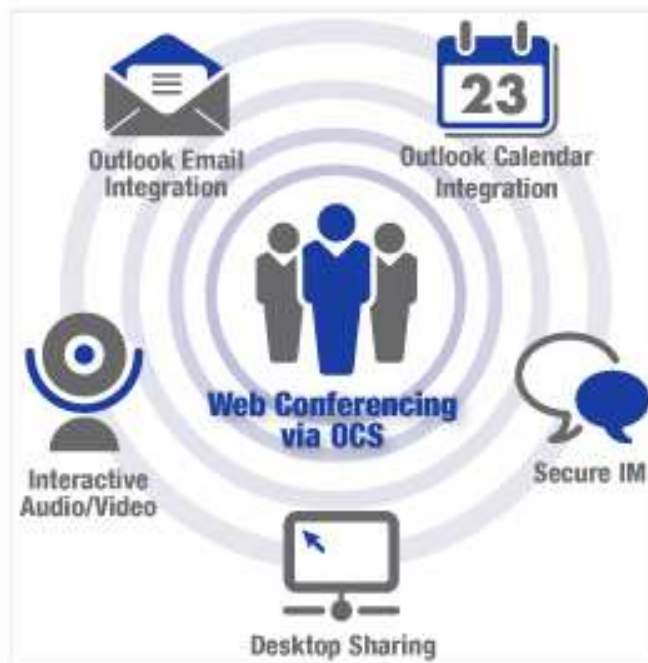 23
Outlook Email
Integration
Outlook Calendar
Integration
Web Conferencing
via OCS
Interactive
Audio/Video
Secure IM
Desktop Sharing